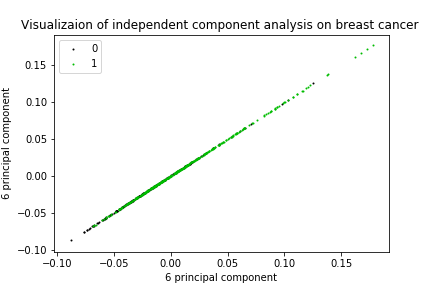 Visualizaion of independent component analysis on breast cancer
0
1
0.15
0.10
0.05
0.00
−0.05
−0.10
6 principal component
−0.10 −0.05 0.00 0.05 0.10 0.15
6 principal component